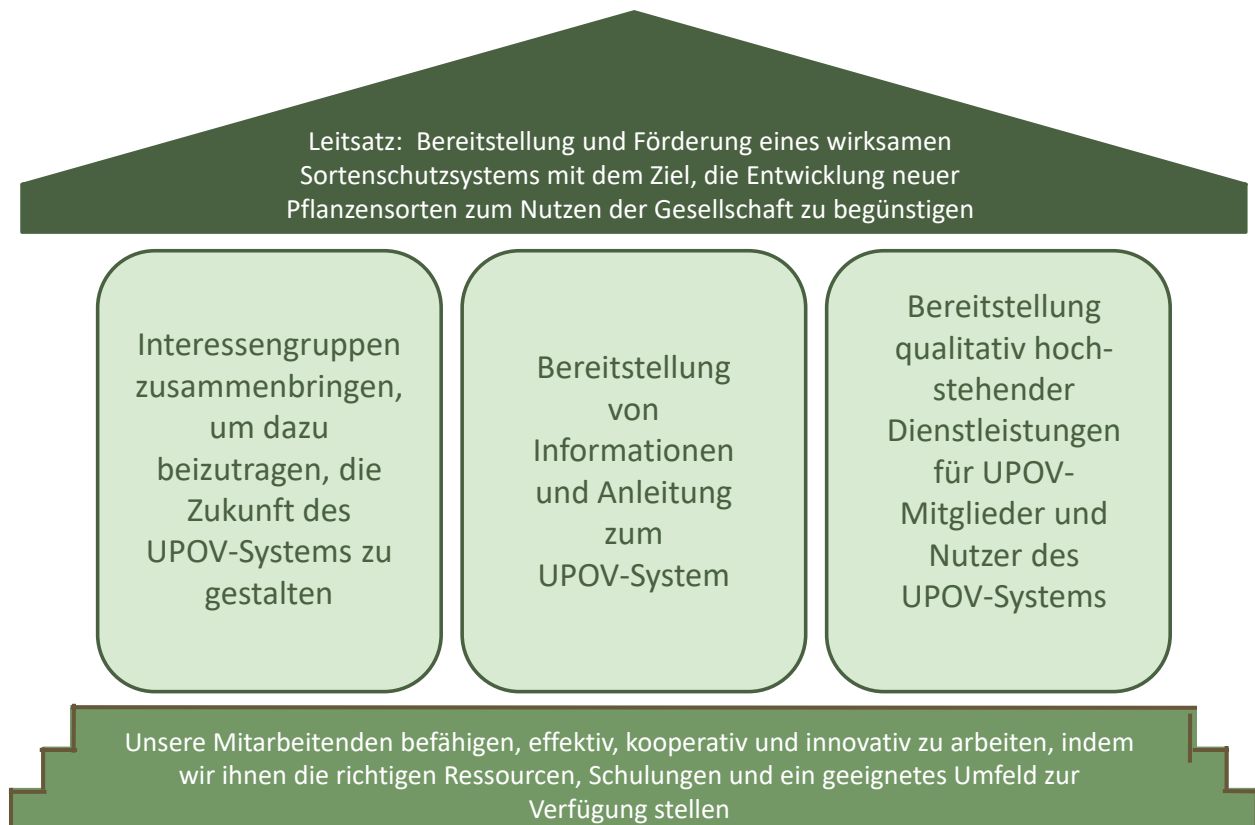 Leitsatz: Bereitstellung und Förderung eines wirksamen
Sortenschutzsystems mit dem Ziel, die Entwicklung neuer
Pflanzensorten zum Nutzen der Gesellschaft zu begünstigen
Interessengruppen
zusammenbringen,
um dazu
beizutragen, die
Zukunft des
UPOV-Systems zu
gestalten
Bereitstellung
von
Informationen
und Anleitung
zum
UPOV-System
Bereitstellung
qualitativ hoch-
stehender
Dienstleistungen
für UPOV-
Mitglieder und
Nutzer des
UPOV-Systems
Unsere Mitarbeitenden befähigen, effektiv, kooperativ und innovativ zu arbeiten, indem
wir ihnen die richtigen Ressourcen, Schulungen und ein geeignetes Umfeld zur
Verfügung stellen